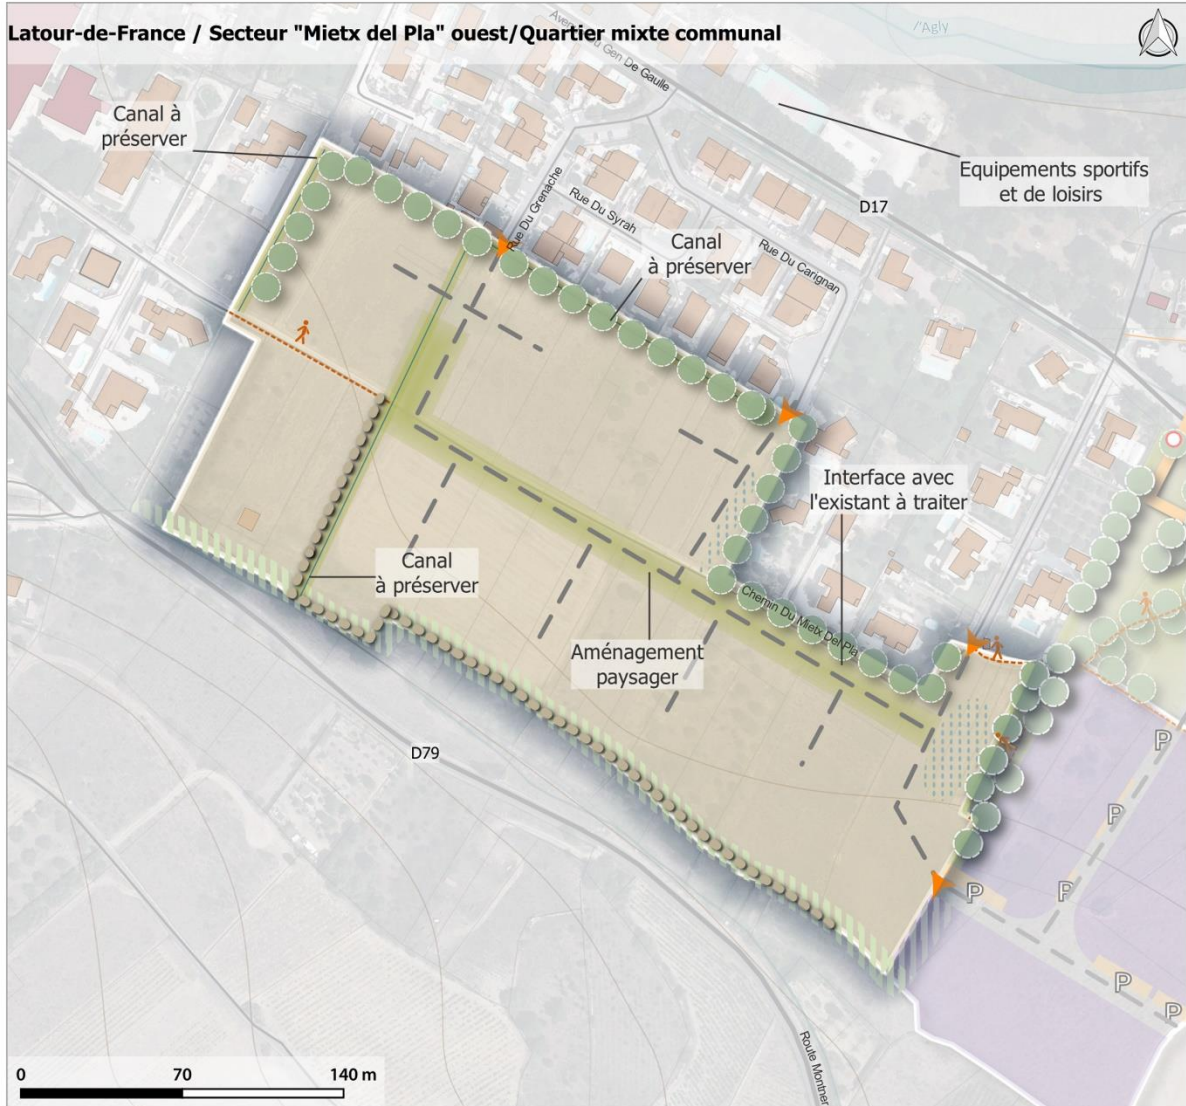 Latour-de-France / Secteur "Mietx del Pla" ouest/Quartier mixte communal
Avenue Du Gen De Gaulle
l'Agly
Canal à
préserver
Equipements sportifs
et de loisirs
D17
Rue Du Grenache
Rue Du Syrah
Rue Du Carignan
Canal
à préserver
Interface avec
l'existant à traiter
Canal
à préserver
Chemin Du Mietx Del Pla
Aménagement
paysager
D79
P
P
P
P
P
P
Route Montner
0 70 140 m